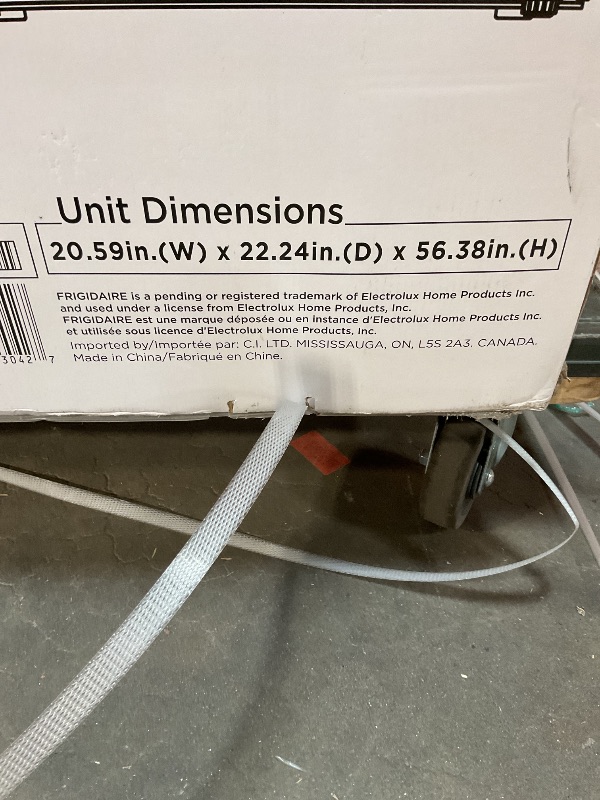 Unit Dimensions
20.59in.(W) x 22.24in.(D) x 56.38in.(H)
FRIGIDAIRE is a pending or registered trademark of Electrolux Home Products Inc.
and used under a license from Electrolux Home Products, Inc.
FRIGIDAIRE est une marque déposée ou en instance d'Electrolux Home Products Inc.
et utilisée sous licence d'Electrolux Home Products, Inc.
Imported by/Importée par: C.I. LTD. MISSISSAUGA, ON, L5S 2A3. CANADA.
Made in China/Fabriqué en Chine.
3042 7